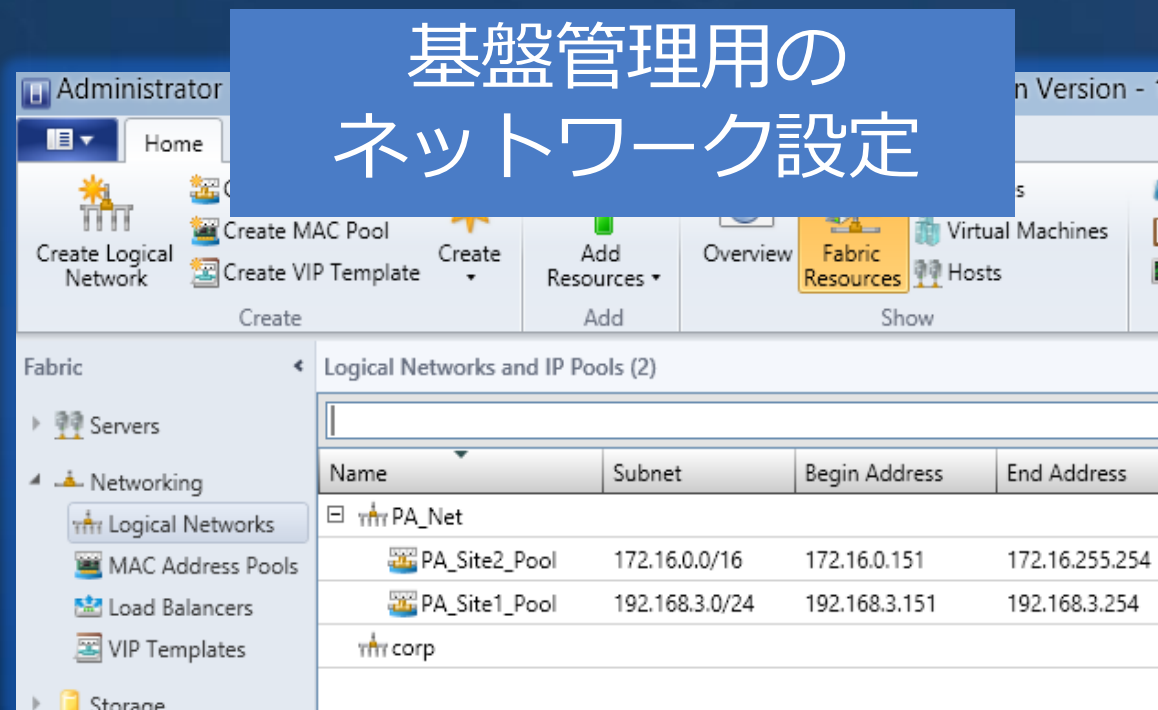 基盤管理用の
ネットワーク設定
Administrator
n Version -
Home
Create Logical
Network
Create MAC Pool
Create VIP Template
Create
Add
Resources
Overview
Fabric
Resources
s
Virtual Machines
Hosts
Create
Add
Show
Fabric
Logical Networks and IP Pools (2)
Servers
Networking
Logical Networks
MAC Address Pools
Load Balancers
VIP Templates
Storage
Name Subnet Begin Address End Address
PA_Net
PA_Site2_Pool 172.16.0.0/16 172.16.0.151 172.16.255.254
PA_Site1_Pool 192.168.3.0/24 192.168.3.151 192.168.3.254
corp